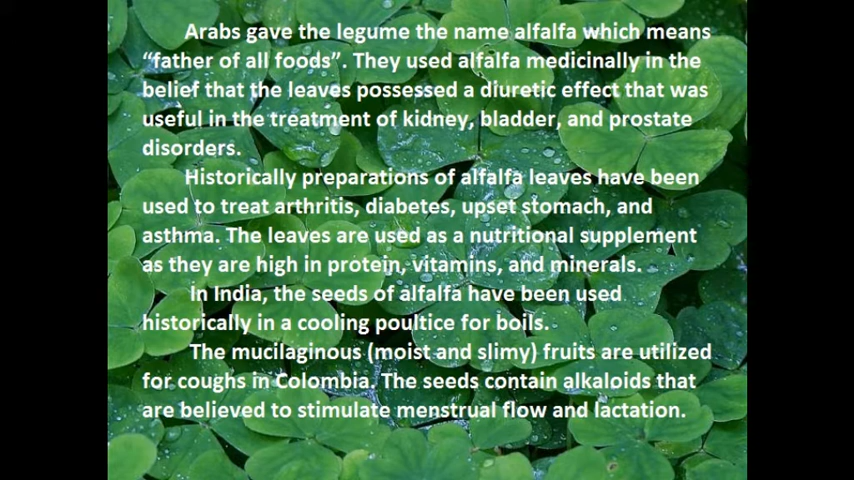 Arabs gave the legume the name alfalfa which means
“father of all foods”. They used alfalfa medicinally in the
belief that the leaves possessed a diuretic effect that was
useful in the treatment of kidney, bladder, and prostate
disorders.
Historically preparations of alfalfa leaves have been
used to treat arthritis, diabetes, upset stomach, and
asthma. The leaves are used as a nutritional supplement
as they are high in protein, vitamins, and minerals.
In India, the seeds of alfalfa have been used
historically in a cooling poultice for boils.
The mucilaginous (moist and slimy) fruits are utilized
for coughs in Colombia. The seeds contain alkaloids that
are believed to stimulate menstrual flow and lactation.